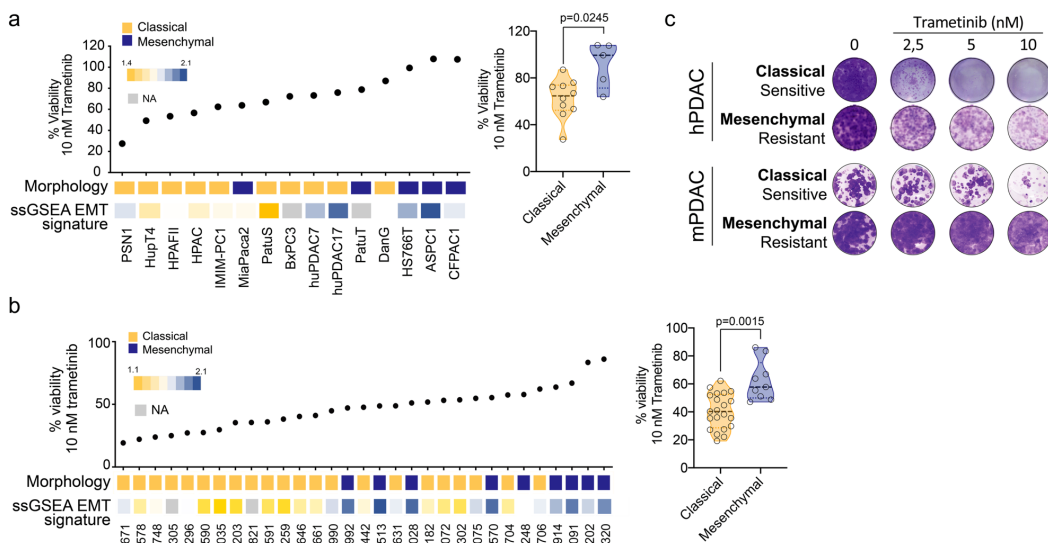 a
Classical
Mesenchymal
1.4 2.1
NA
% Viability
10 nM Trametinib
120
100
80
60
40
20
0
Morphology
ssGSEA EMT
signature
PSN1 HupT4 HPAFII HPAC IMIM-PC1 MiaPaca2 PatuS BxPC3 huPDAC7 huPDAC17 PatuT DanG HS766T ASPC1 CFPAC1
p=0.0245
% Viability
10 nM Trametinib
120
100
60
20
0
Classical Mesenchymal
c
Trametinib (nM)
0 2,5 5 10
hPDAC
Classical
Sensitive
Mesenchymal
Resistant
mPDAC
Classical
Sensitive
Mesenchymal
Resistant
b
Classical
Mesenchymal
1.1 2.1
NA
% viability
10 nM trametinib
100
50
0
Morphology
ssGSEA EMT
signature
671 578 748 305 296 590 035 203 821 591 259 646 661 990 992 442 513 631 028 182 072 302 075 570 704 248 706 914 091 202 320
p=0.0015
% viability
10 nM Trametinib
100
80
60
40
20
0
Classical Mesenchymal